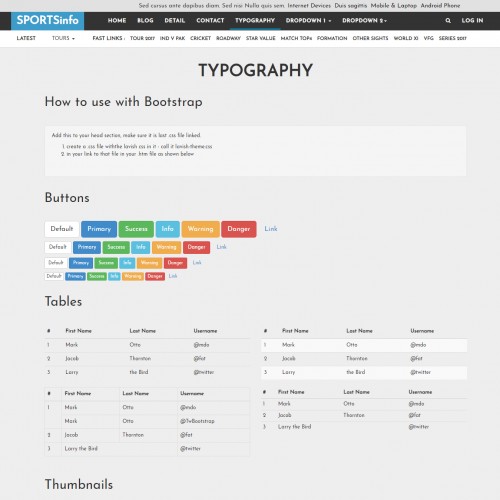 Sed cursus ante dapibus diam. Sed nisi Nulla quis sem. Internet Devices Duis sagittis Mobile & Laptop Android Phone
SPORTSinfo HOME BLOG DETAIL CONTACT TYPOGRAPHY DROPDOWN 1 DROPDOWN 2 LOG IN
LATEST TOURS FAST LINKS : TOUR 2017 IND V PAK CRICKET ROADWAY STAR VALUE MATCH TOP4 FORMATION OTHER SIGHTS WORLD XI VFG SERIES 2017
TYPOGRAPHY
How to use with Bootstrap
Add this to your head section, make sure it is last .css file linked.
1. create a .css file withthe lavish css in it - call it lavish-theme.css
2. in your link to that file in your .htm file as shown below
Buttons
Default Primary Success Info Warning Danger Link
Default Primary Success Info Warning Danger Link
Default Primary Success Info Warning Danger Link
Default Primary Success Info Warning Danger Link
Tables
# First Name Last Name Username
1 Mark Otto @mdo
2 Jacob Thornton @fat
3 Larry the Bird @twitter
# First Name Last Name Username
1 Mark Otto @mdo
2 Jacob Thornton @fat
3 Larry the Bird @twitter
# First Name Last Name Username
1 Mark Otto @mdo
Mark Otto @TwBootstrap
2 Jacob Thornton @fat
3 Larry the Bird @twitter
# First Name Last Name Username
1 Mark Otto @mdo
2 Jacob Thornton @fat
3 Larry the Bird @twitter
Thumbnails